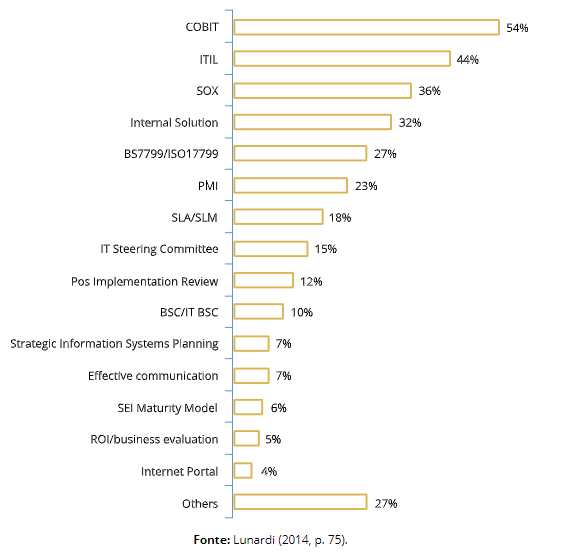 COBIT 54%
ITIL 44%
SOX 36%
Internal Solution 32%
BS7799/ISO17799 27%
PMI 23%
SLA/SLM 18%
IT Steering Committee 15%
Pos Implementation Review 12%
BSC/IT BSC 10%
Strategic Information Systems Planning 7%
Effective communication 7%
SEI Maturity Model 6%
ROI/business evaluation 5%
Internet Portal 4%
Others 27%
Fonte: Lunardi (2014, p. 75).